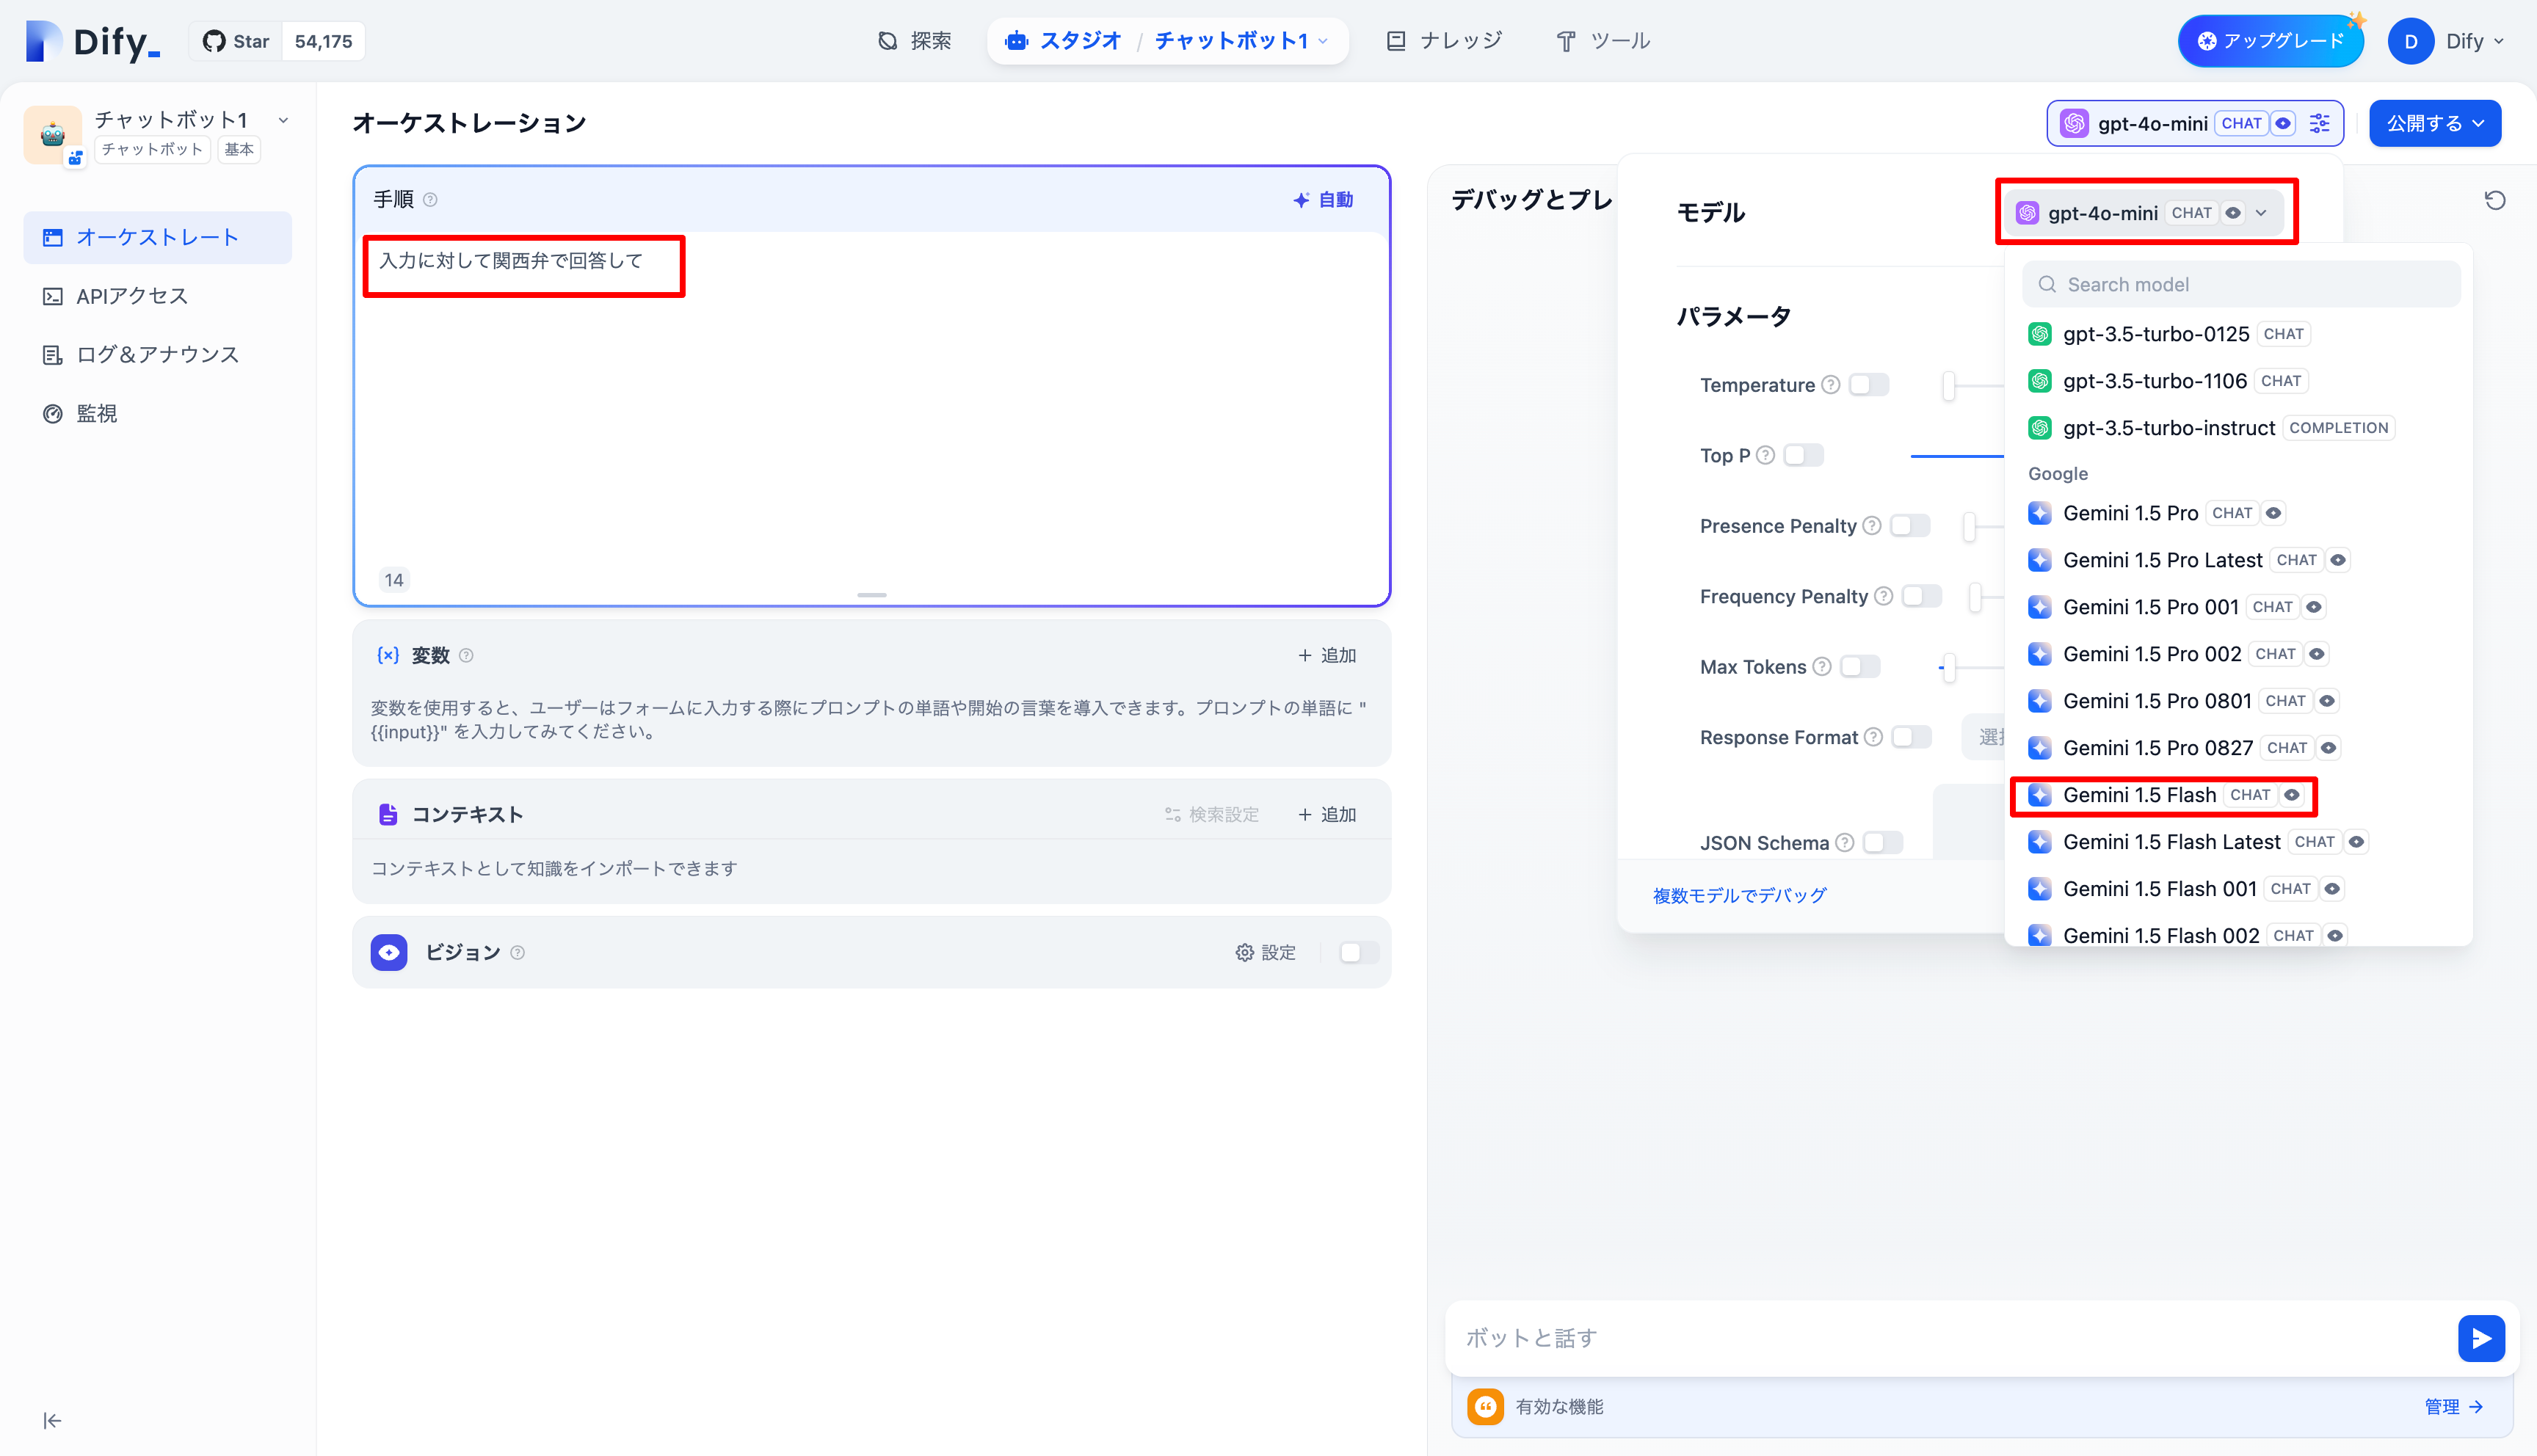 Dify_
Star 54,175
探索
スタジオ / チャットボット1
ナレッジ
ツール
アップグレード
D Dify
チャットボット1
チャットボット 基本
オーケストレート
APIアクセス
ログ＆アナウンス
監視
オーケストレーション
gpt-4o-mini CHAT
公開する
手順
自動
入力に対して関西弁で回答して
14
変数
+ 追加
変数を使用すると、ユーザーはフォームに入力する際にプロンプトの単語や開始の言葉を導入できます。プロンプトの単語に "
{{input}}" を入力してみてください。
コンテキスト
検索設定
+ 追加
コンテキストとして知識をインポートできます
ビジョン
設定
デバッグとプレ
モデル
gpt-4o-mini CHAT
パラメータ
Temperature
Top P
Presence Penalty
Frequency Penalty
Max Tokens
Response Format
JSON Schema
複数モデルでデバッグ
Search model
gpt-3.5-turbo-0125 CHAT
gpt-3.5-turbo-1106 CHAT
gpt-3.5-turbo-instruct COMPLETION
Google
Gemini 1.5 Pro CHAT
Gemini 1.5 Pro Latest CHAT
Gemini 1.5 Pro 001 CHAT
Gemini 1.5 Pro 002 CHAT
Gemini 1.5 Pro 0801 CHAT
Gemini 1.5 Pro 0827 CHAT
Gemini 1.5 Flash CHAT
Gemini 1.5 Flash Latest CHAT
Gemini 1.5 Flash 001 CHAT
Gemini 1.5 Flash 002 CHAT
ボットと話す
有効な機能
管理 →